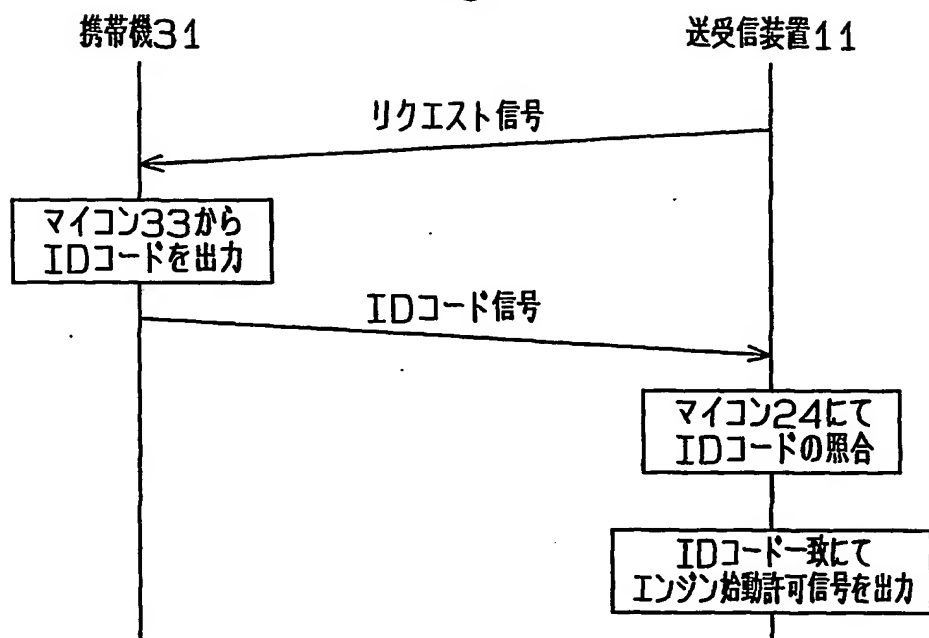 携帯機31
送受信装置11
リクエスト信号
マイコン33から
IDコードを出力
IDコード信号
マイコン24にて
IDコードの照合
IDコード一致にて
エンジン始動許可信号を出力